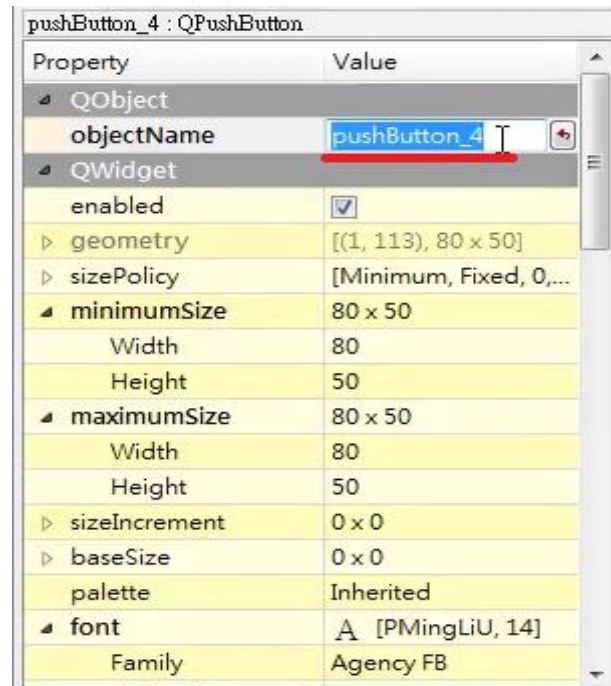 pushButton_4 : QPushButton
Property Value
QObject
objectName pushButton_4
QWidget
enabled
geometry [(1, 113), 80 x 50]
sizePolicy [Minimum, Fixed, 0,...
minimumSize 80 x 50
Width 80
Height 50
maximumSize 80 x 50
Width 80
Height 50
sizeIncrement 0 x 0
baseSize 0 x 0
palette Inherited
font A [PMingLiU, 14]
Family Agency FB